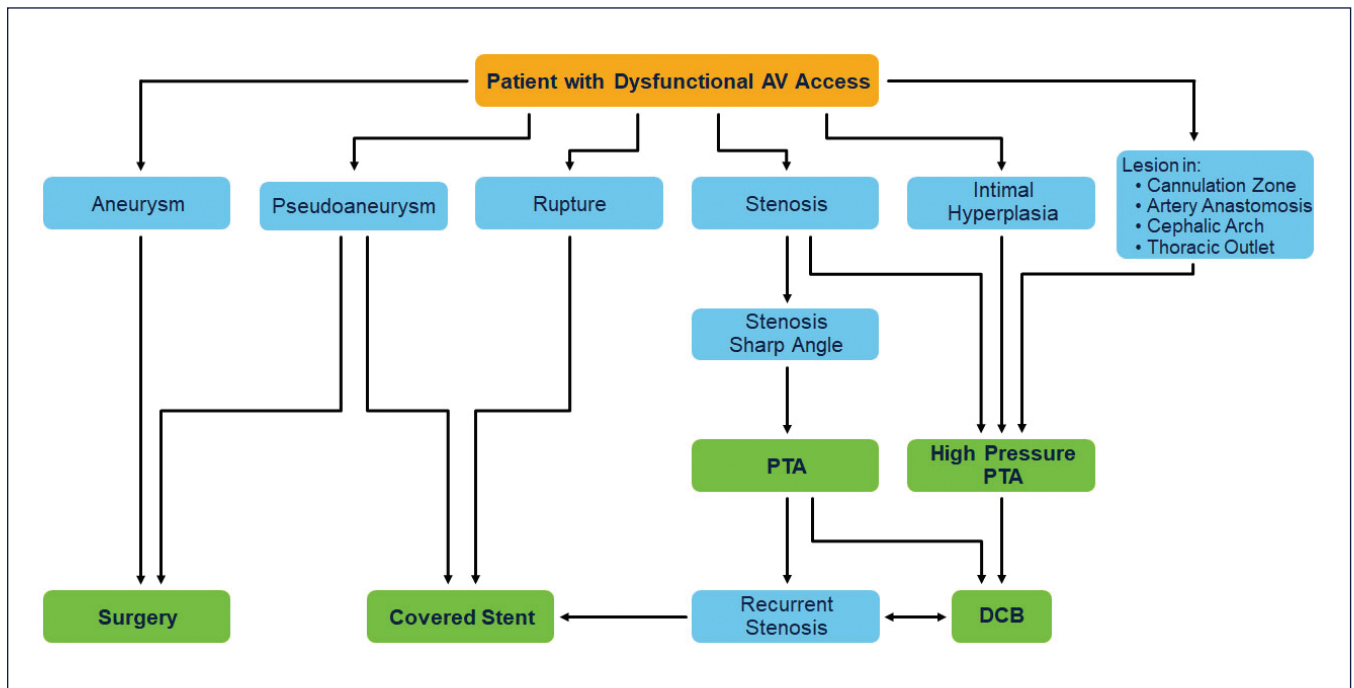 Patient with Dysfunctional AV Access
Aneurysm
Pseudoaneurysm
Rupture
Stenosis
Intimal
Hyperplasia
Lesion in:
• Cannulation Zone
• Artery Anastomosis
• Cephalic Arch
• Thoracic Outlet
Stenosis
Sharp Angle
PTA
High Pressure
PTA
Surgery
Covered Stent
Recurrent
Stenosis
DCB